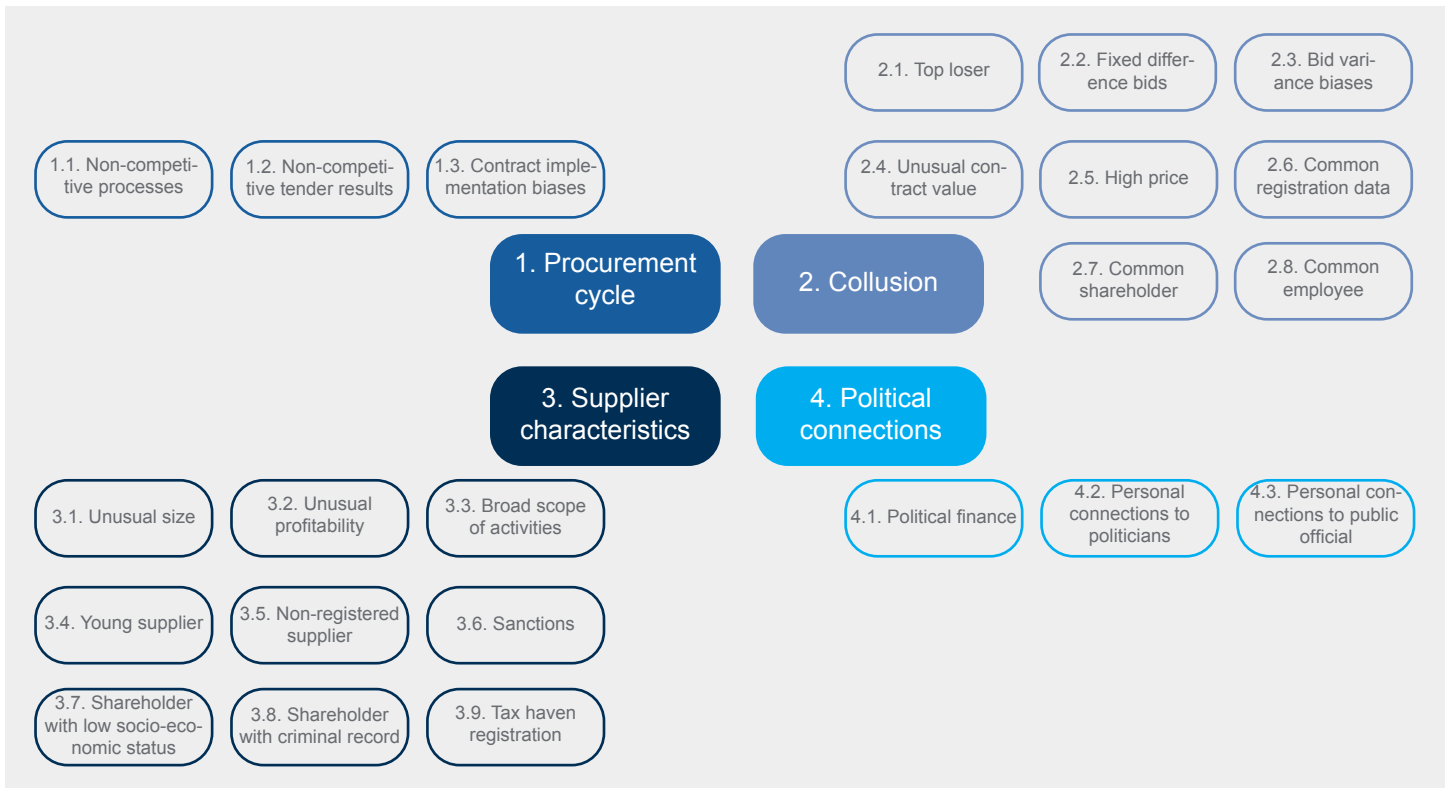 2.1. Top loser
2.2. Fixed differ-
ence bids
2.3. Bid vari-
ance biases
1.1. Non-competi-
tive processes
1.2. Non-competi-
tive tender results
1.3. Contract imple-
mentation biases
2.4. Unusual con-
tract value
2.5. High price
2.6. Common
registration data
1. Procurement
cycle
2. Collusion
2.7. Common
shareholder
2.8. Common
employee
3. Supplier
characteristics
4. Political
connections
3.1. Unusual size
3.2. Unusual
profitability
3.3. Broad scope
of activities
4.1. Political finance
4.2. Personal
connections to
politicians
4.3. Personal con-
nections to public
official
3.4. Young supplier
3.5. Non-registered
supplier
3.6. Sanctions
3.7. Shareholder
with low socio-eco-
nomic status
3.8. Shareholder
with criminal record
3.9. Tax haven
registration